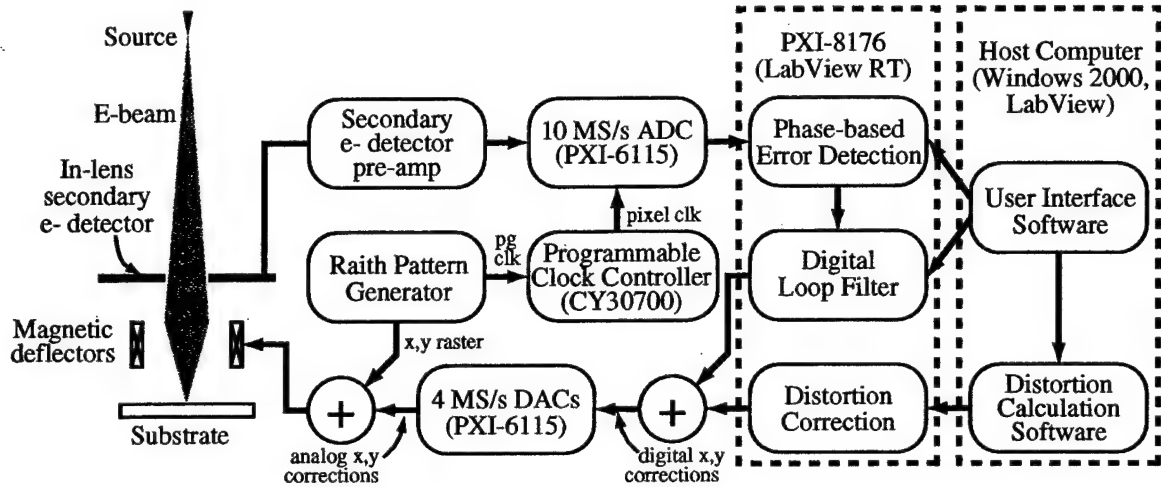 Source
E-beam
In-lens
secondary
e- detector
Magnetic
deflectors
Substrate
Secondary
e- detector
pre-amp
10 MS/s ADC
(PXI-6115)
pixel clk
Raith Pattern
Generator
pg
clk
Programmable
Clock Controller
(CY30700)
x,y raster
+
analog x,y
corrections
4 MS/s DACs
(PXI-6115)
+
digital x,y
corrections
PXI-8176
(LabView RT)
Phase-based
Error Detection
Digital
Loop Filter
Distortion
Correction
Host Computer
(Windows 2000,
LabView)
User Interface
Software
Distortion
Calculation
Software